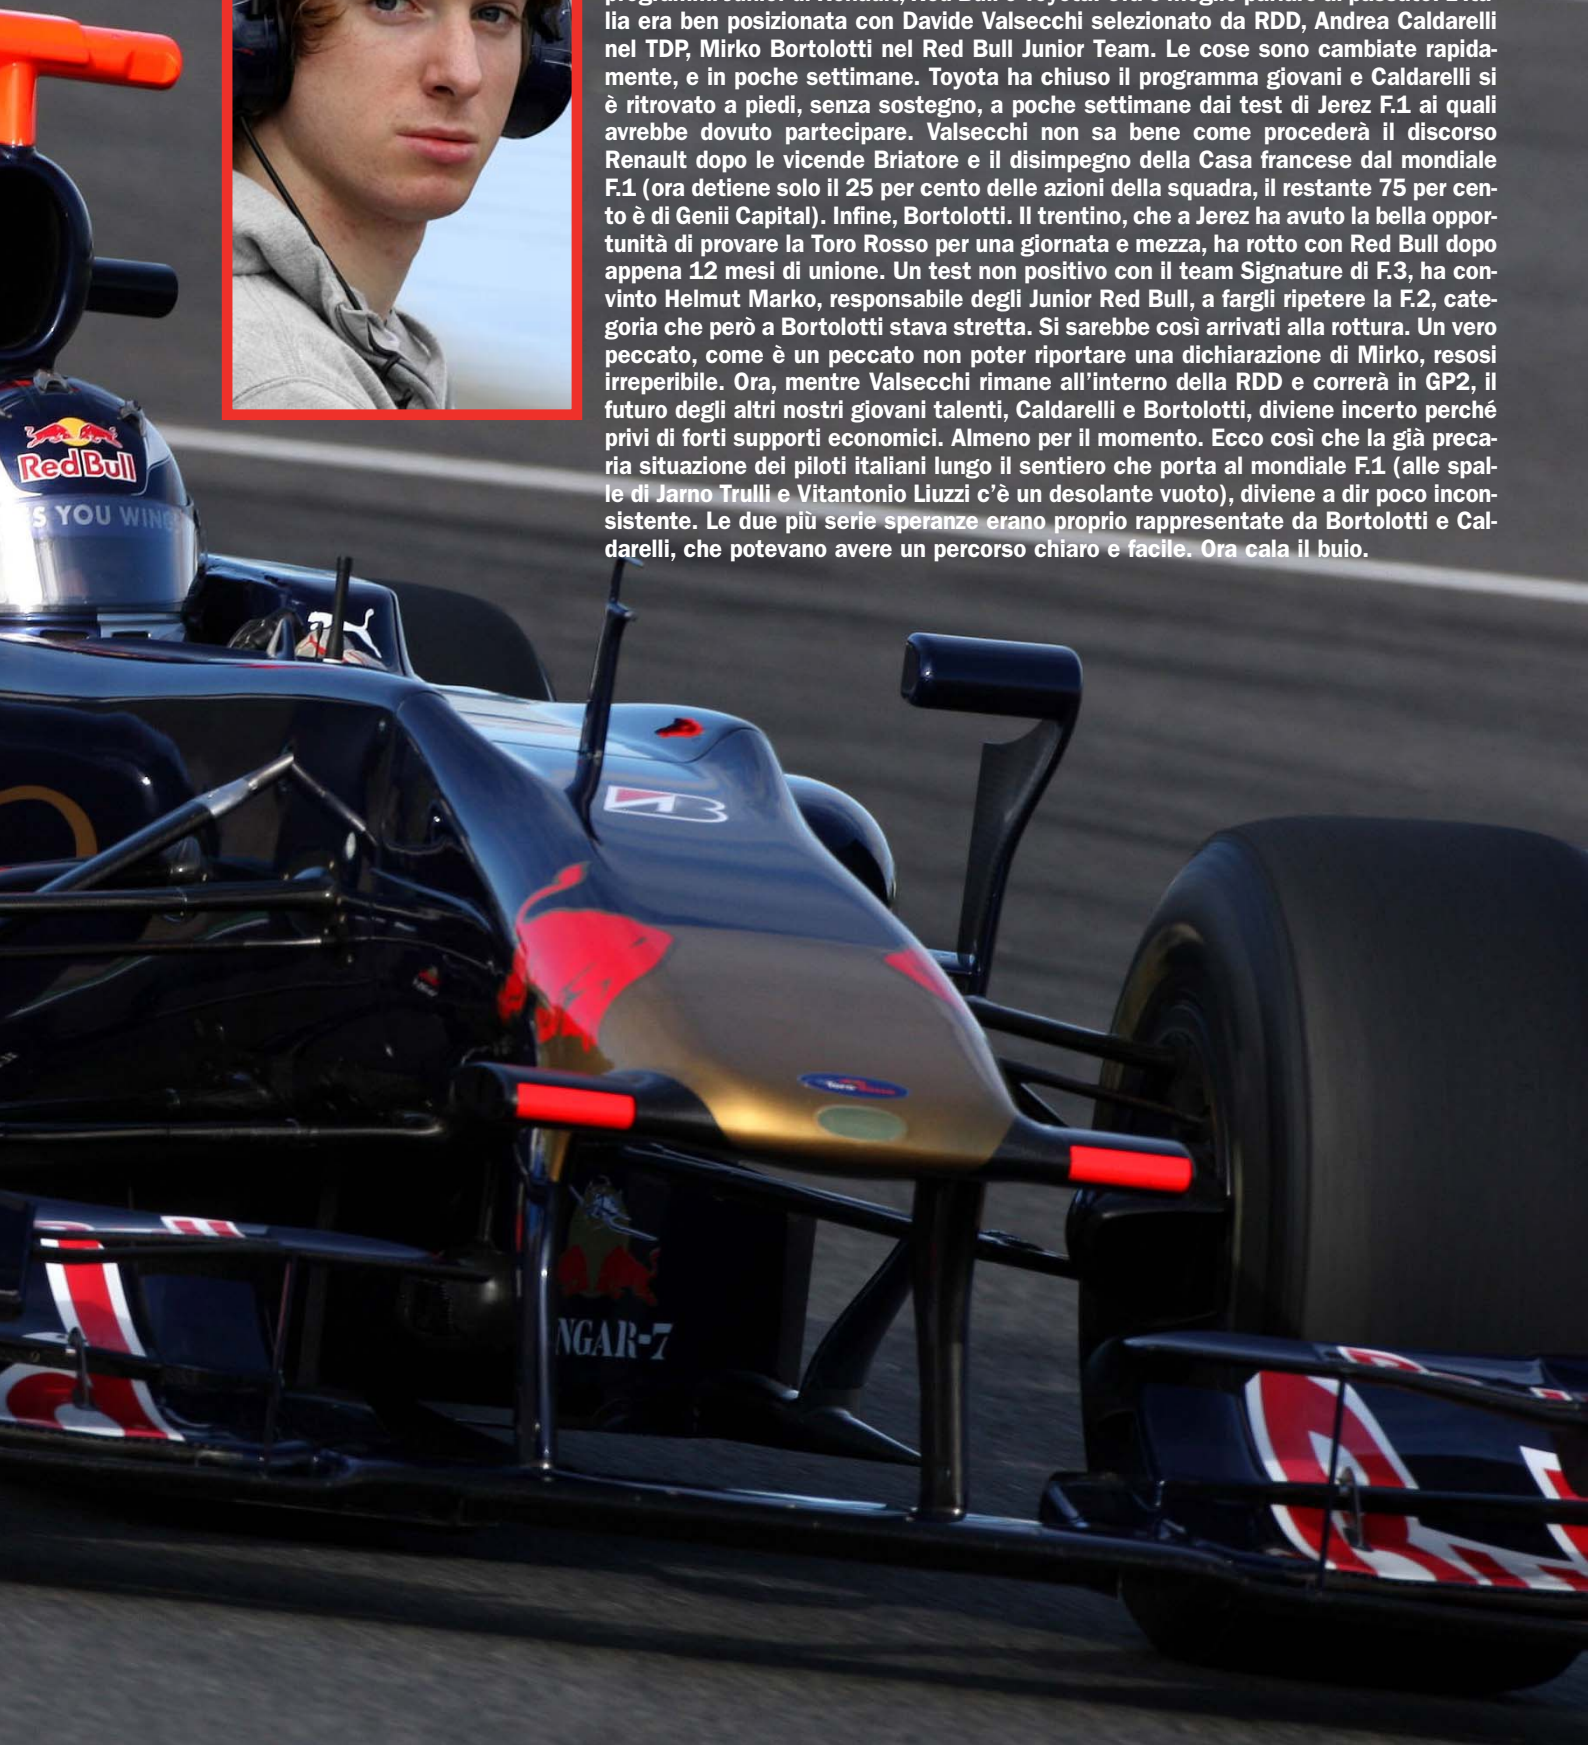 lia era ben posizionata con Davide Valsecchi selezionato da RDD, Andrea Caldarelli
nel TDP, Mirko Bortolotti nel Red Bull Junior Team. Le cose sono cambiate rapida-
mente, e in poche settimane. Toyota ha chiuso il programma giovani e Caldarelli si
è ritrovato a piedi, senza sostegno, a poche settimane dai test di Jerez F.1 ai quali
avrebbe dovuto partecipare. Valsecchi non sa bene come procederà il discorso
Renault dopo le vicende Briatore e il disimpegno della Casa francese dal mondiale
F.1 (ora detiene solo il 25 per cento delle azioni della squadra, il restante 75 per cen-
to è di Genii Capital). Infine, Bortolotti. Il trentino, che a Jerez ha avuto la bella oppor-
tunità di provare la Toro Rosso per una giornata e mezza, ha rotto con Red Bull dopo
appena 12 mesi di unione. Un test non positivo con il team Signature di F.3, ha con-
vinto Helmut Marko, responsabile degli Junior Red Bull, a fargli ripetere la F.2, cate-
goria che però a Bortolotti stava stretta. Si sarebbe così arrivati alla rottura. Un vero
peccato, come è un peccato non poter riportare una dichiarazione di Mirko, resosi
irreperibile. Ora, mentre Valsecchi rimane all'interno della RDD e correrà in GP2, il
futuro degli altri nostri giovani talenti, Caldarelli e Bortolotti, diviene incerto perché
privi di forti supporti economici. Almeno per il momento. Ecco così che la già preca-
ria situazione dei piloti italiani lungo il sentiero che porta al mondiale F.1 (alle spal-
le di Jarno Trulli e Vitantonio Liuzzi c'è un desolante vuoto), diviene a dir poco incon-
sistente. Le due più serie speranze erano proprio rappresentate da Bortolotti e Cal-
darelli, che potevano avere un percorso chiaro e facile. Ora cala il buio.
Red Bull
S YOU WING
NGAR-7